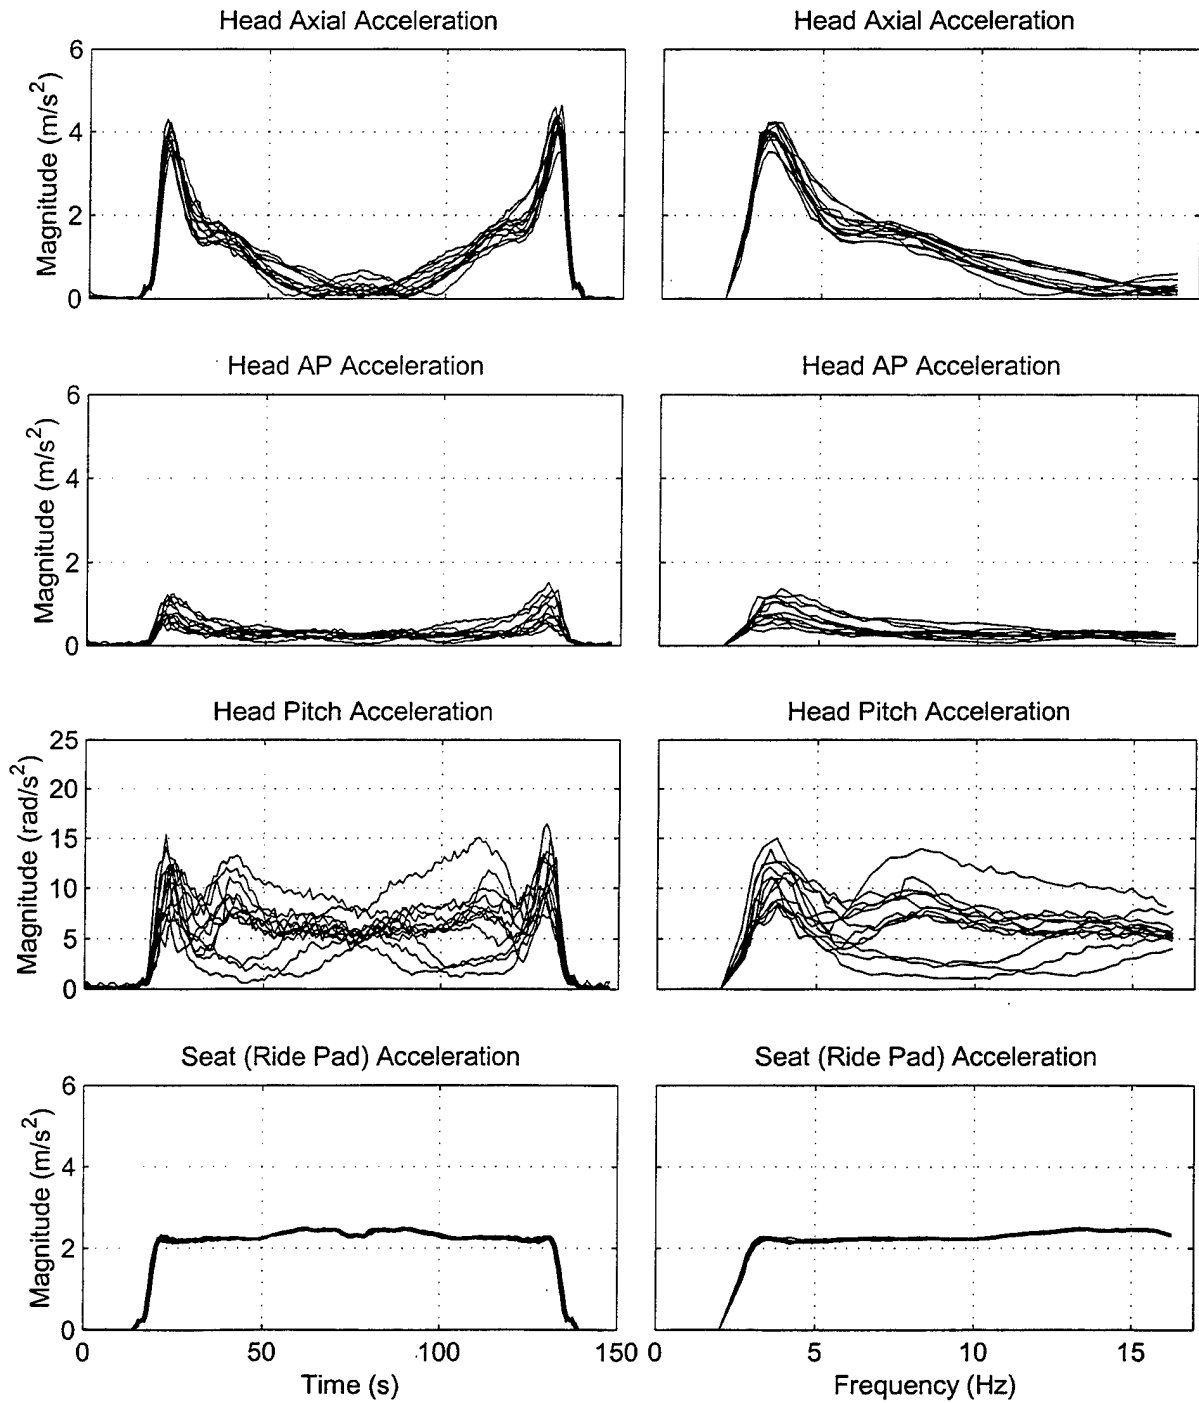 Head Axial Acceleration
Head Axial Acceleration
Magnitude (m/s²)
6
4
2
0
Head AP Acceleration
Head AP Acceleration
Magnitude (m/s²)
6
4
2
0
Head Pitch Acceleration
Head Pitch Acceleration
Magnitude (rad/s²)
25
20
15
10
5
0
Seat (Ride Pad) Acceleration
Seat (Ride Pad) Acceleration
Magnitude (m/s²)
6
4
2
0
0 50 100 150 0 5 10 15
Time (s)
Frequency (Hz)